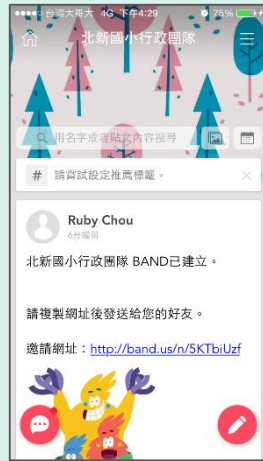 台灣大哥大 4G 下午4:29 75%
北新國小行政團隊
用名字或者貼文內容搜尋
# 請嘗試設定推薦標籤。
Ruby Chou
6分鐘前
北新國小行政團隊 BAND已建立。
請複製網址後發送給您的好友。
邀請網址：http://band.us/n/5KTbiUzf